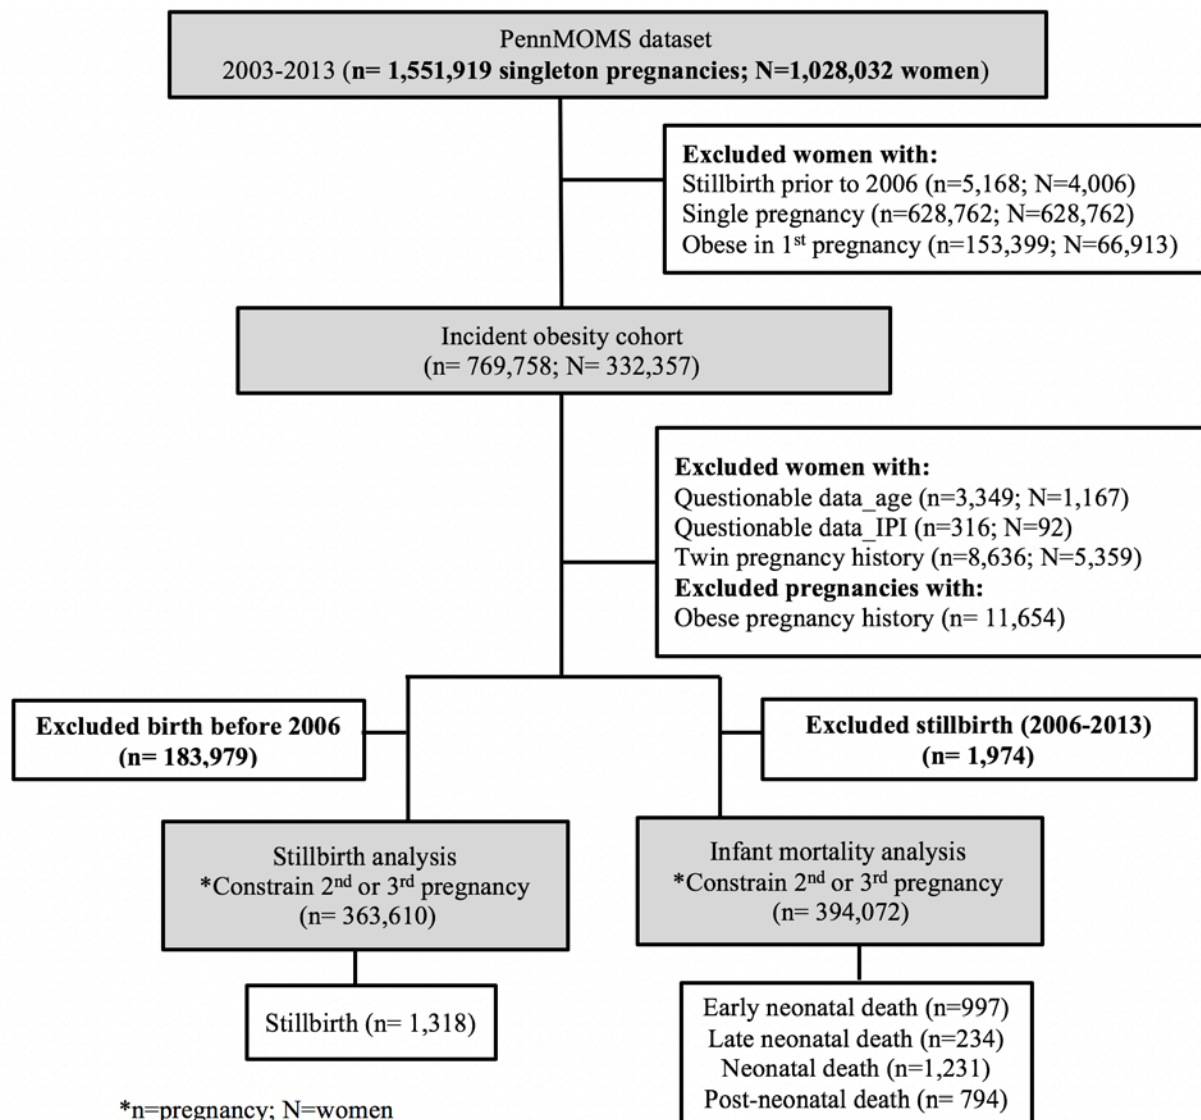 PennMOMS dataset
2003-2013 (n= 1,551,919 singleton pregnancies; N=1,028,032 women)
Excluded women with:
Stillbirth prior to 2006 (n=5,168; N=4,006)
Single pregnancy (n=628,762; N=628,762)
Obese in 1st pregnancy (n=153,399; N=66,913)
Incident obesity cohort
(n= 769,758; N= 332,357)
Excluded women with:
Questionable data_age (n=3,349; N=1,167)
Questionable data_IPI (n=316; N=92)
Twin pregnancy history (n=8,636; N=5,359)
Excluded pregnancies with:
Obese pregnancy history (n= 11,654)
Excluded birth before 2006
(n= 183,979)
Excluded stillbirth (2006-2013)
(n= 1,974)
Stillbirth analysis
*Constrain 2nd or 3rd pregnancy
(n= 363,610)
Infant mortality analysis
*Constrain 2nd or 3rd pregnancy
(n= 394,072)
Stillbirth (n= 1,318)
Early neonatal death (n=997)
Late neonatal death (n=234)
Neonatal death (n=1,231)
Post-neonatal death (n= 794)
*n=pregnancy; N=women